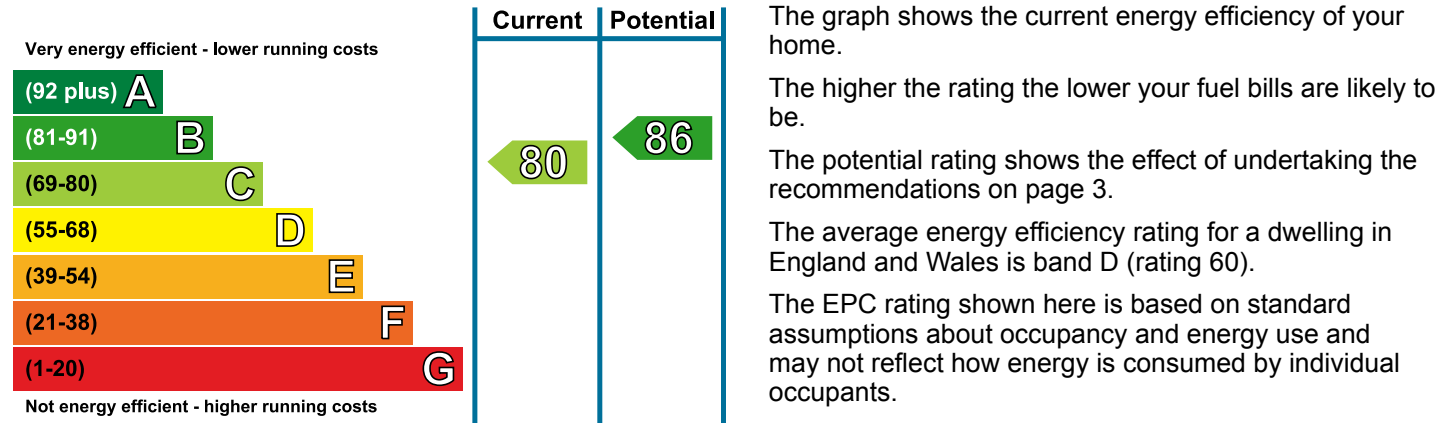 Current Potential
Very energy efficient - lower running costs
(92 plus) A
(81-91) B
(69-80) C
(55-68) D
(39-54) E
(21-38) F
(1-20) G
Not energy efficient - higher running costs
80
86
The graph shows the current energy efficiency of your
home.
The higher the rating the lower your fuel bills are likely to
be.
The potential rating shows the effect of undertaking the
recommendations on page 3.
The average energy efficiency rating for a dwelling in
England and Wales is band D (rating 60).
The EPC rating shown here is based on standard
assumptions about occupancy and energy use and
may not reflect how energy is consumed by individual
occupants.